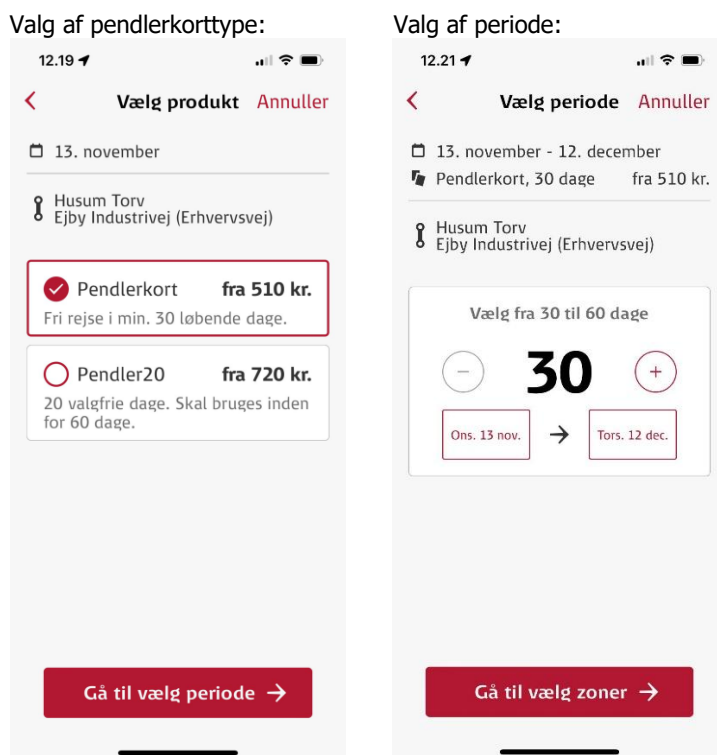 Valg af pendlerkorttype:
12.19
Vælg produkt Annuller
13. november
Husum Torv
Ejby Industrivej (Erhvervsvej)
Pendlerkort fra 510 kr.
Fri rejse i min. 30 løbende dage.
Pendler20 fra 720 kr.
20 valgfrie dage. Skal bruges inden
for 60 dage.
Gå til vælg periode →
Valg af periode:
12.21
Vælg periode Annuller
13. november - 12. december
Pendlerkort, 30 dage fra 510 kr.
Husum Torv
Ejby Industrivej (Erhvervsvej)
Vælg fra 30 til 60 dage
− 30 +
Ons. 13 nov. → Tors. 12 dec.
Gå til vælg zoner →